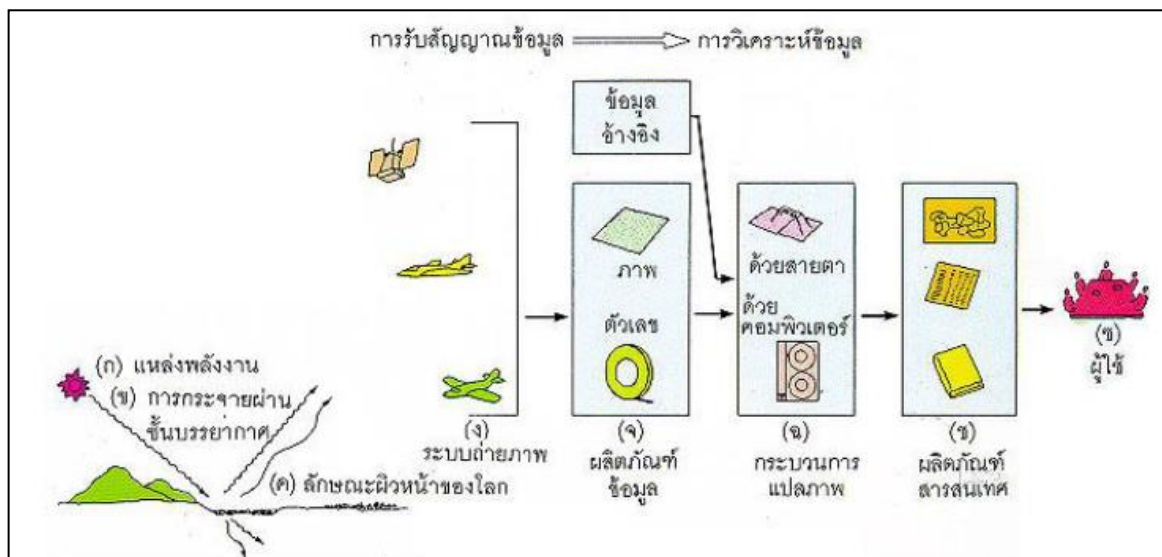 การรับสัญญาณข้อมูล
การวิเคราะห์ข้อมูล
ข้อมูล
อ้างอิง
ภาพ
ตัวเลข
ด้วยสายตา
ด้วย
คอมพิวเตอร์
(ก) แหล่งพลังงาน
(ข) การกระจายผ่าน
ชั้นบรรยากาศ
(ค) ลักษณะผิวหน้าของโลก
(ง)
ระบบถ่ายภาพ
(จ)
ผลิตภัณฑ์
ข้อมูล
(ฉ)
กระบวนการ
แปลภาพ
(ช)
ผลิตภัณฑ์
สารสนเทศ
(ซ)
ผู้ใช้